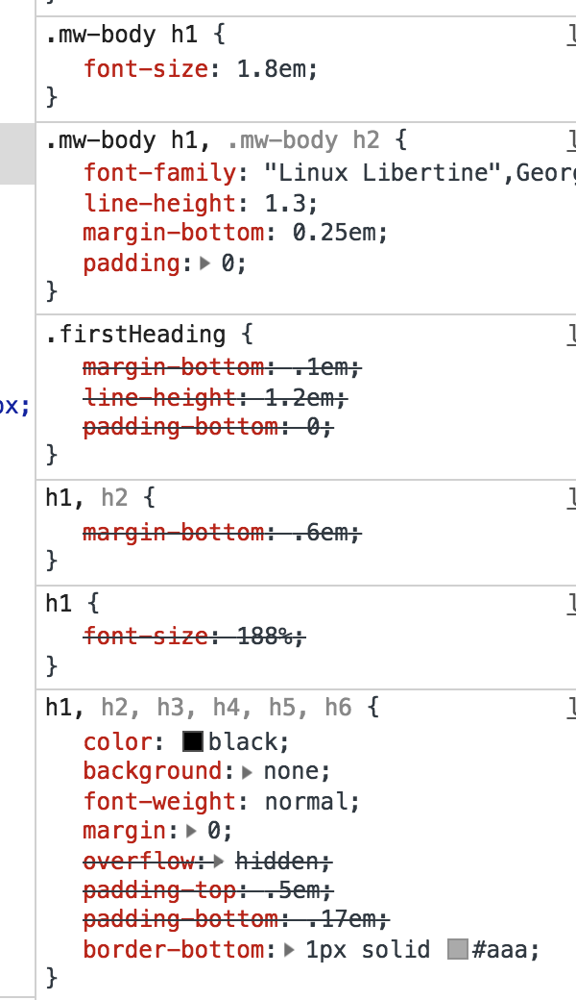 .mw-body h1 {
font-size: 1.8em;
}
.mw-body h1, .mw-body h2 {
font-family: "Linux Libertine",Georg
line-height: 1.3;
margin-bottom: 0.25em;
padding: 0;
}
.firstHeading {
margin-bottom: .1em;
line-height: 1.2em;
px;
padding-bottom: 0;
}
h1, h2 {
margin-bottom: .6em;
}
h1 {
font-size: 188%;
}
h1, h2, h3, h4, h5, h6 {
color: black;
background: none;
font-weight: normal;
margin: 0;
overflow: hidden;
padding-top: .5em;
padding-bottom: .17em;
border-bottom: 1px solid #aaa;
}